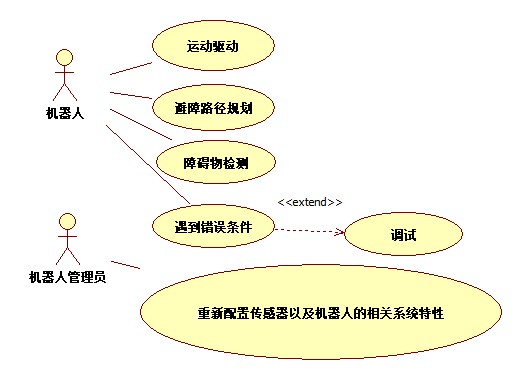 运动驱动
机器人
避障路径规划
障碍物检测
<<extend>>
遇到错误条件
调试
机器人管理员
重新配置传感器以及机器人的相关系统特性